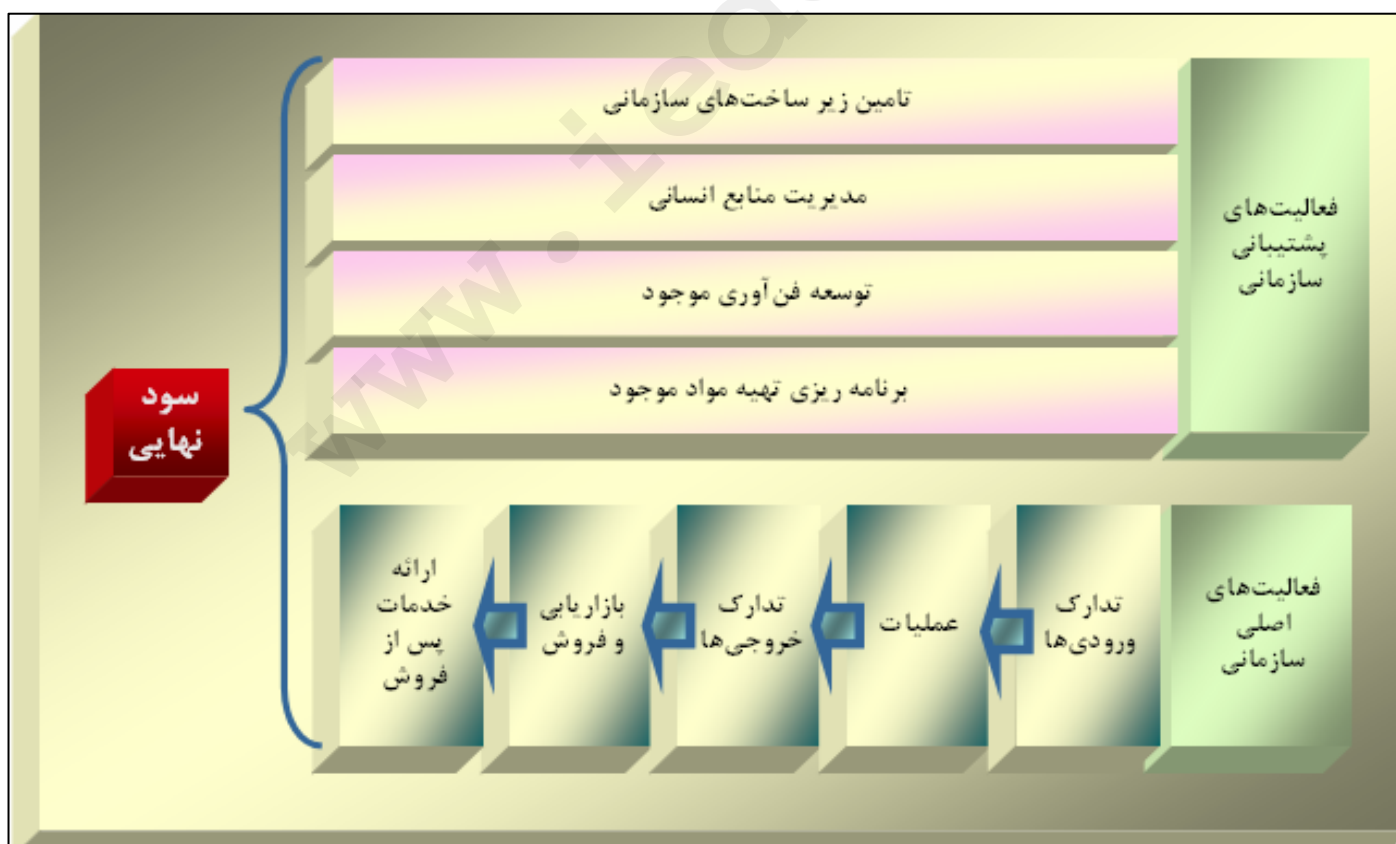 تامین زیر ساخت‌های سازمانی
مدیریت منابع انسانی
توسعه فن‌آوری موجود
برنامه ریزی تهیه مواد موجود
فعالیت‌های
پشتیبانی
سازمانی
سود
نهایی
فعالیت‌های
اصلی
سازمانی
تدارک
ورودی‌ها
عملیات
تدارک
خروجی‌ها
بازاریابی
و فروش
ارائه
خدمات
پس از
فروش
www.iea